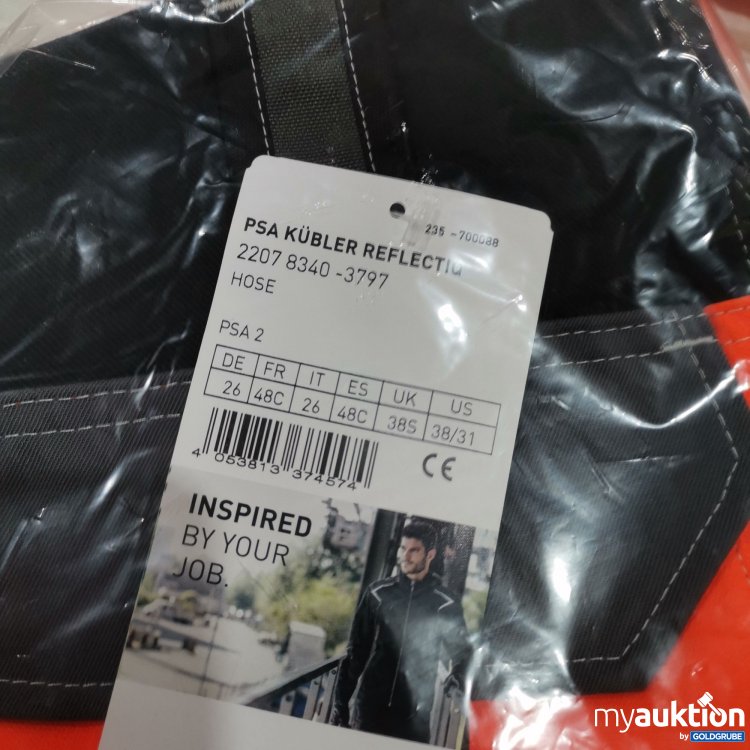 235 -700088
PSA KÜBLER REFLECTIQ
2207 8340 -3797
HOSE
PSA 2
DE FR IT ES UK US
26 48C 26 48C 38S 38/31
4 053813 374574
CE
INSPIRED
BY YOUR
JOB.
myauktion
by GOLDGRUBE